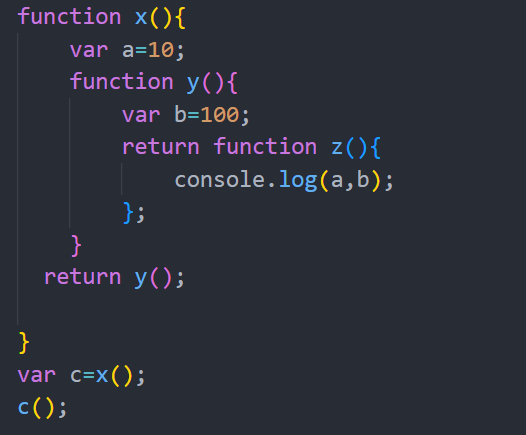 function x(){
    var a=10;
    function y(){
        var b=100;
        return function z(){
            console.log(a,b);
        };
    }
  return y();

}
var c=x();
c();